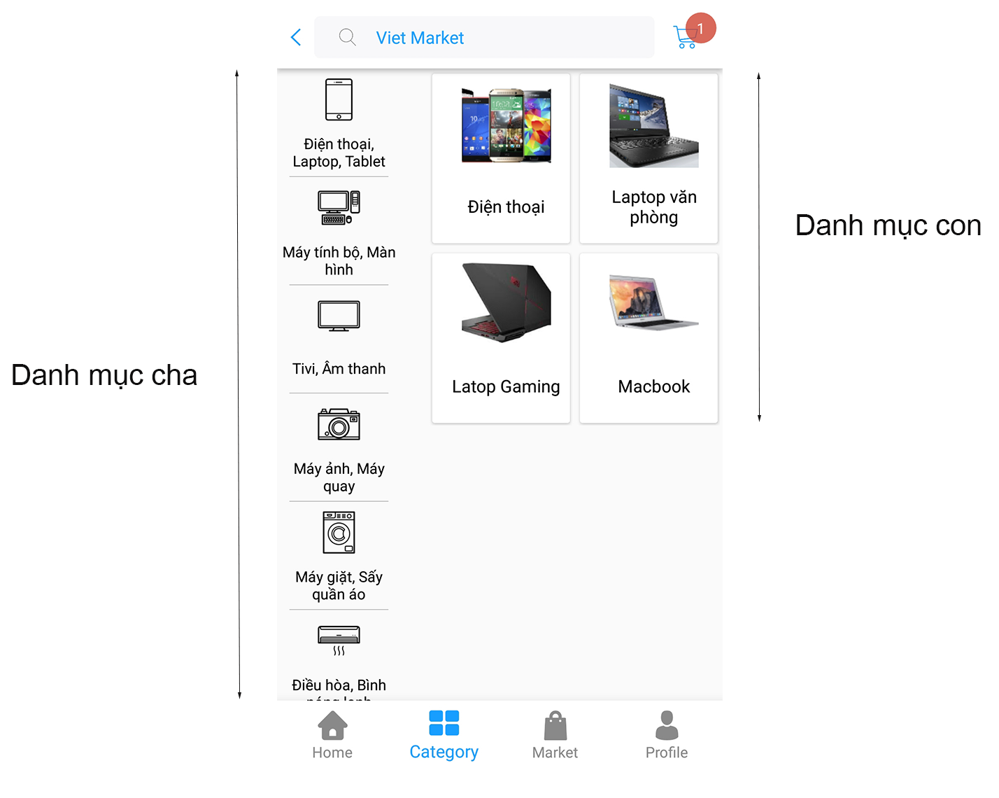 Viet Market
1
Điện thoại,
Laptop, Tablet
Máy tính bộ, Màn
hình
Tivi, Âm thanh
Máy ảnh, Máy
quay
Máy giặt, Sấy
quần áo
Điều hòa, Bình
nóng lạnh
Điện thoại
Laptop văn
phòng
Latop Gaming
Macbook
Danh mục cha
Danh mục con
Home
Category
Market
Profile